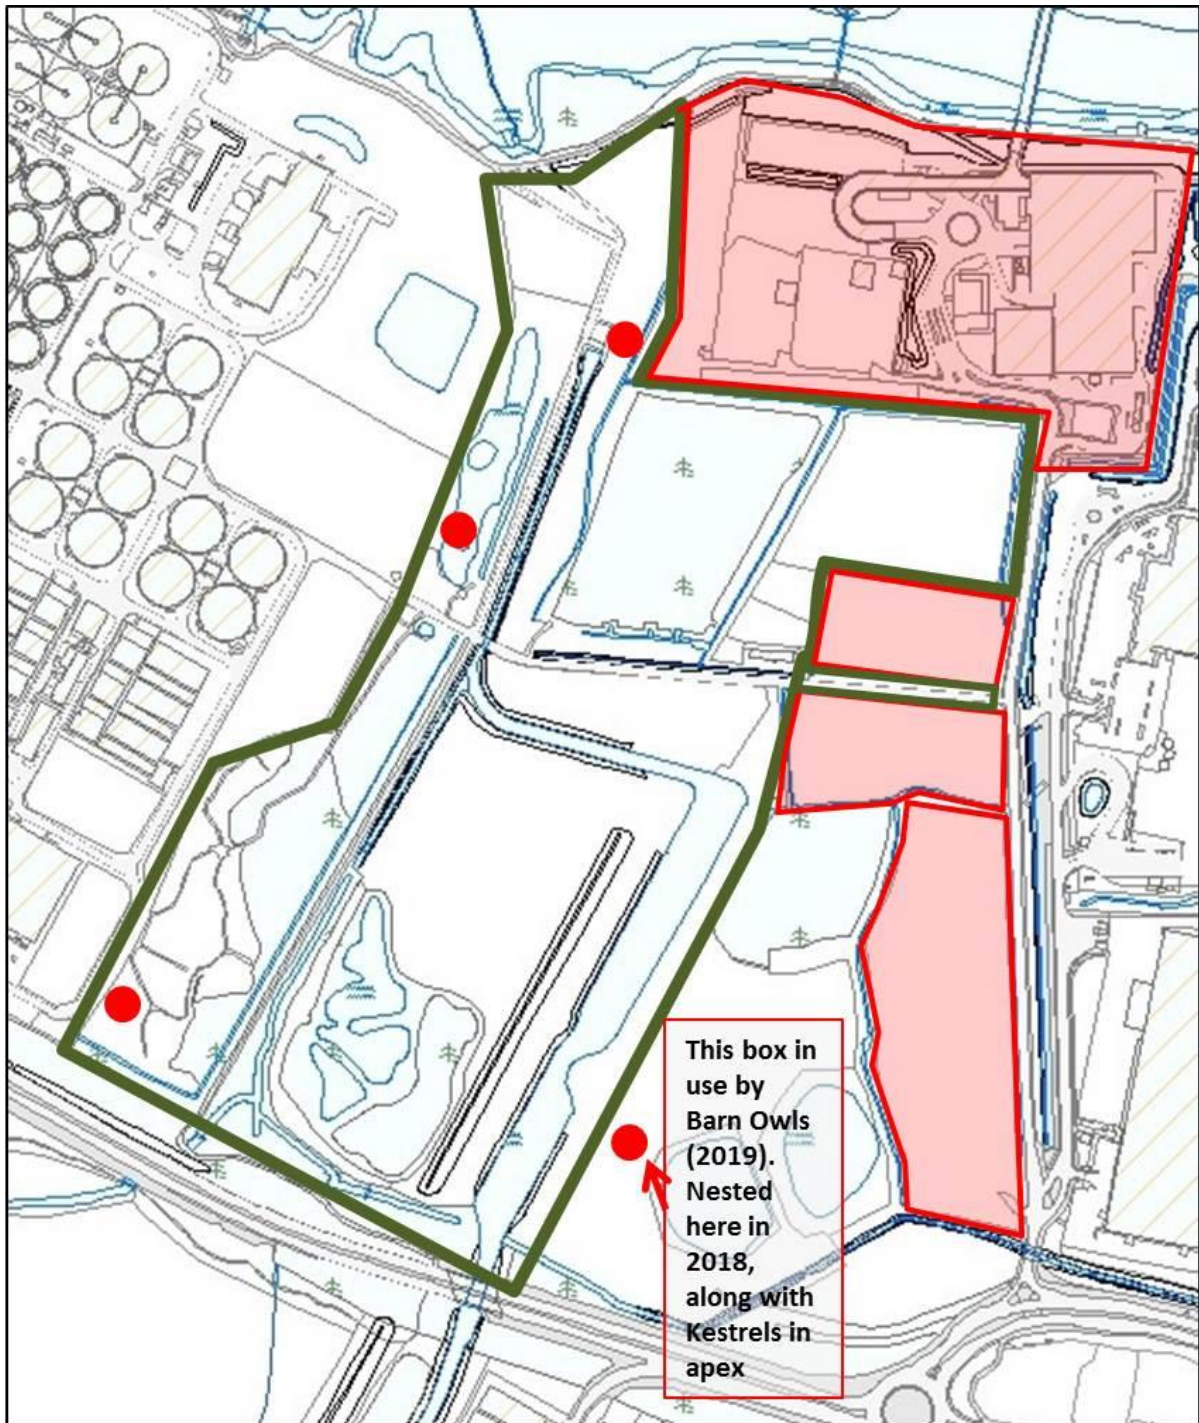 This box in
use by
Barn Owls
(2019).
Nested
here in
2018,
along with
Kestrels in
apex